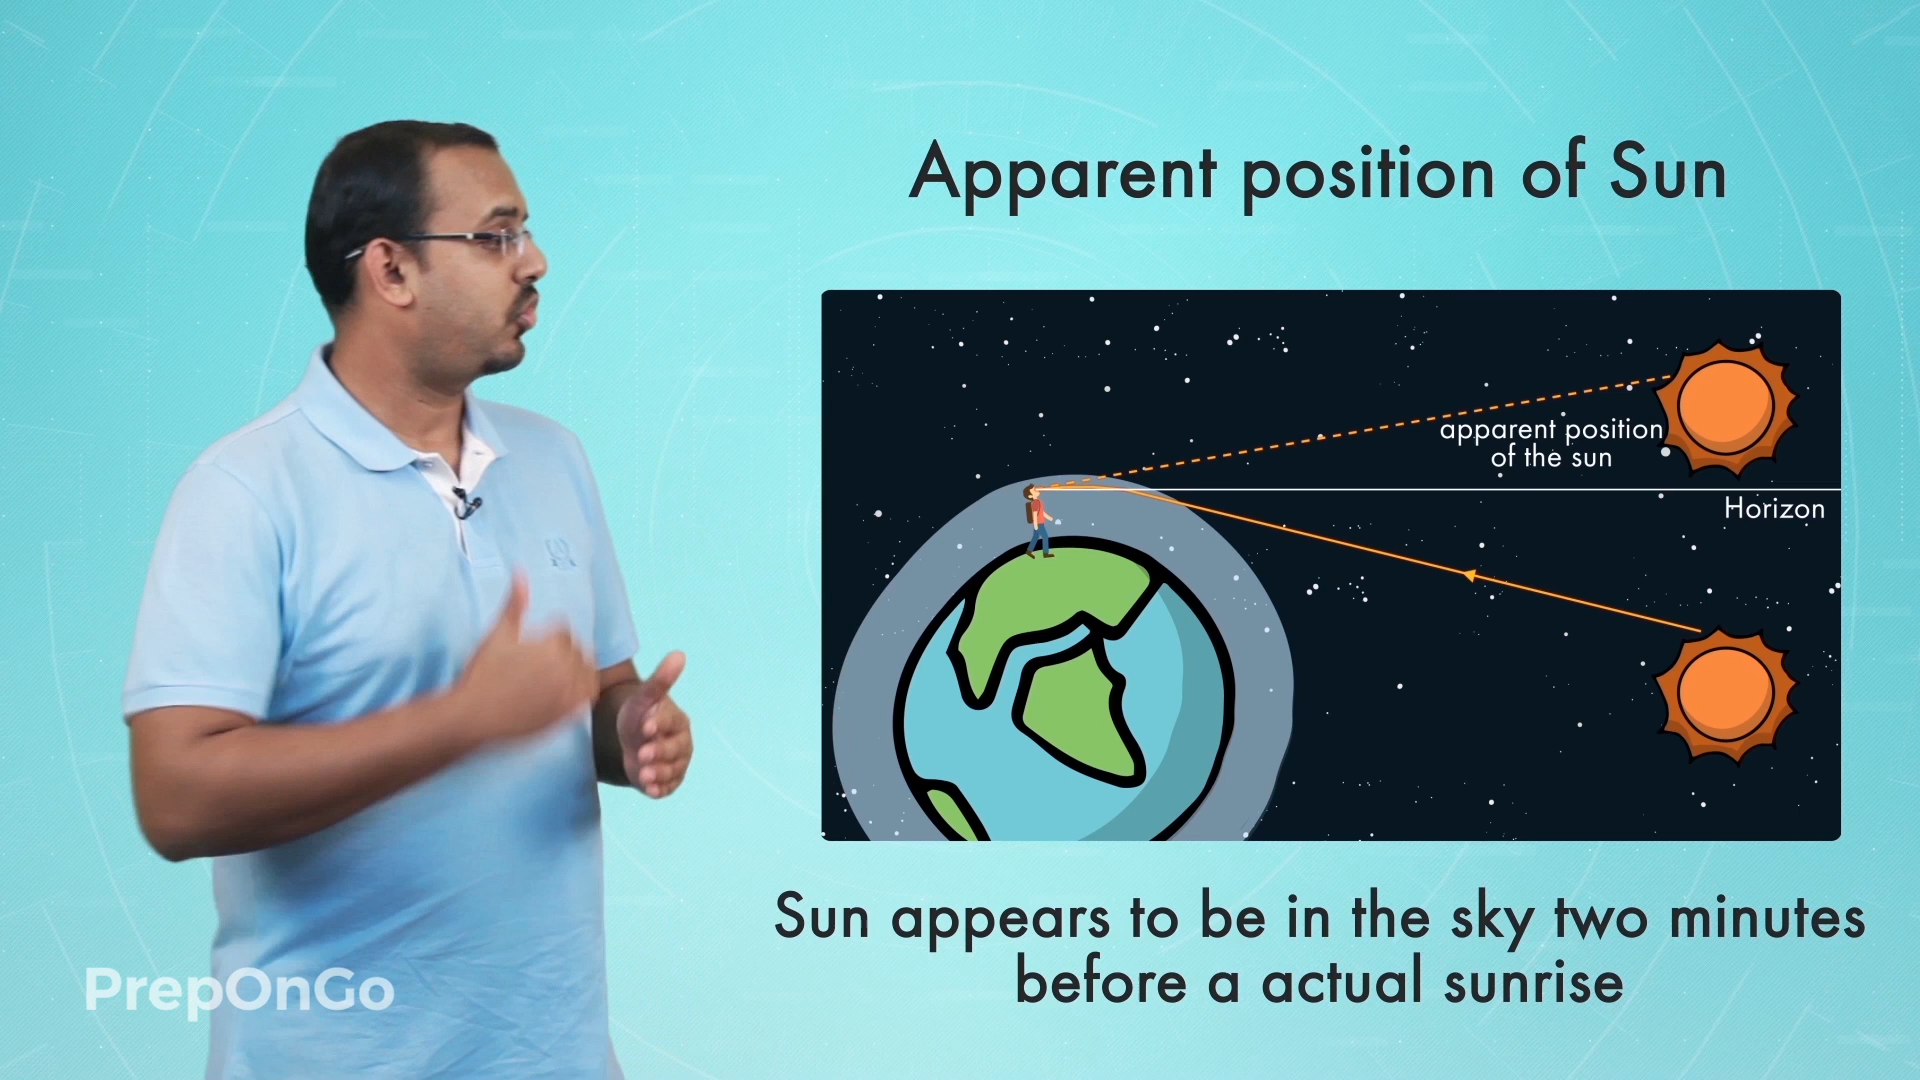 Apparent position of Sun
apparent position
of the sun
Horizon
Sun appears to be in the sky two minutes
before a actual sunrise
PrepOnGo